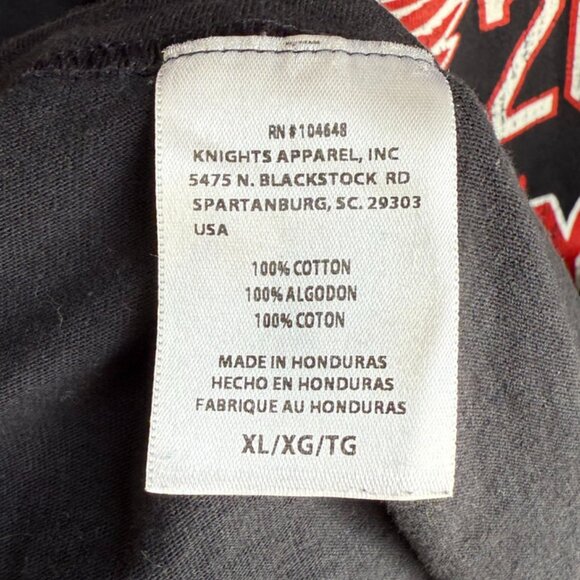 RN#104648
KNIGHTS APPAREL, INC
5475 N. BLACKSTOCK RD
SPARTANBURG, SC. 29303
USA
100% COTTON
100% ALGODON
100% COTON
MADE IN HONDURAS
HECHO EN HONDURAS
FABRIQUE AU HONDURAS
XL/XG/TG